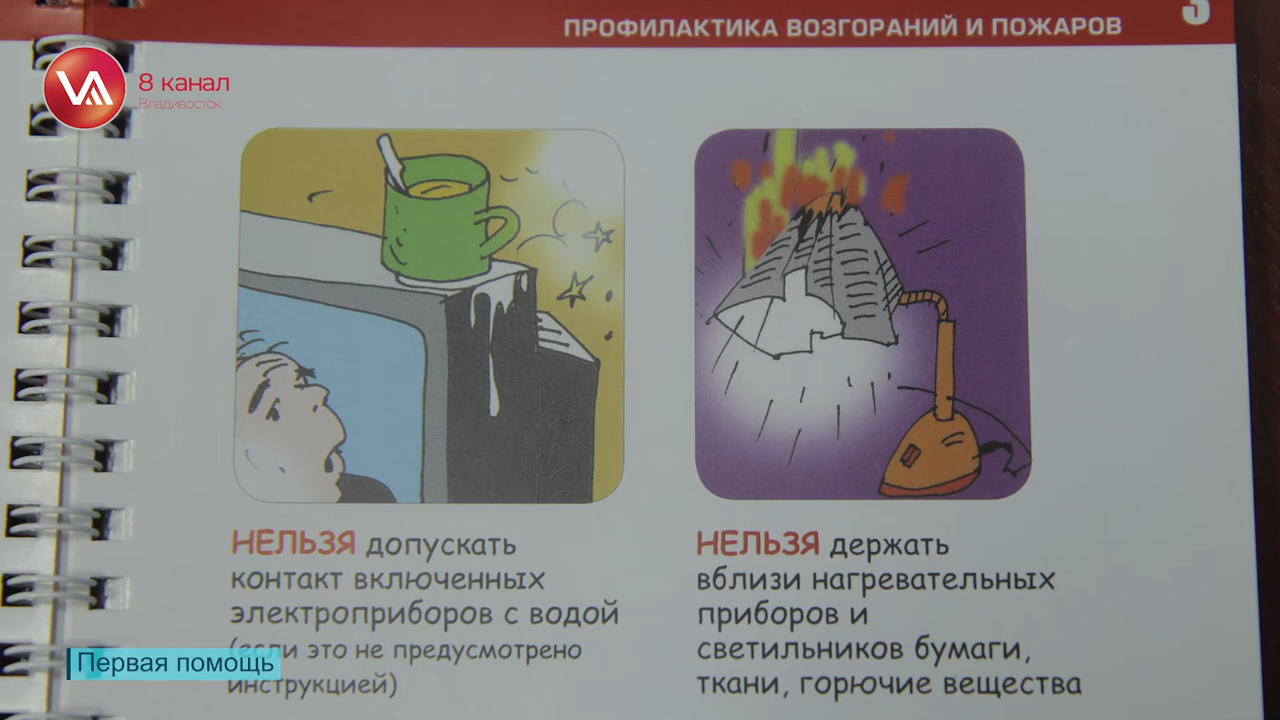 ПРОФИЛАКТИКА ВОЗГОРАНИЙ И ПОЖАРОВ
3
8 канал
Владивосток
НЕЛЬЗЯ допускать
контакт включенных
электроприборов с водой
(если это не предусмотрено
инструкцией)
НЕЛЬЗЯ держать
вблизи нагревательных
приборов и
светильников бумаги,
ткани, горючие вещества
Первая помощь